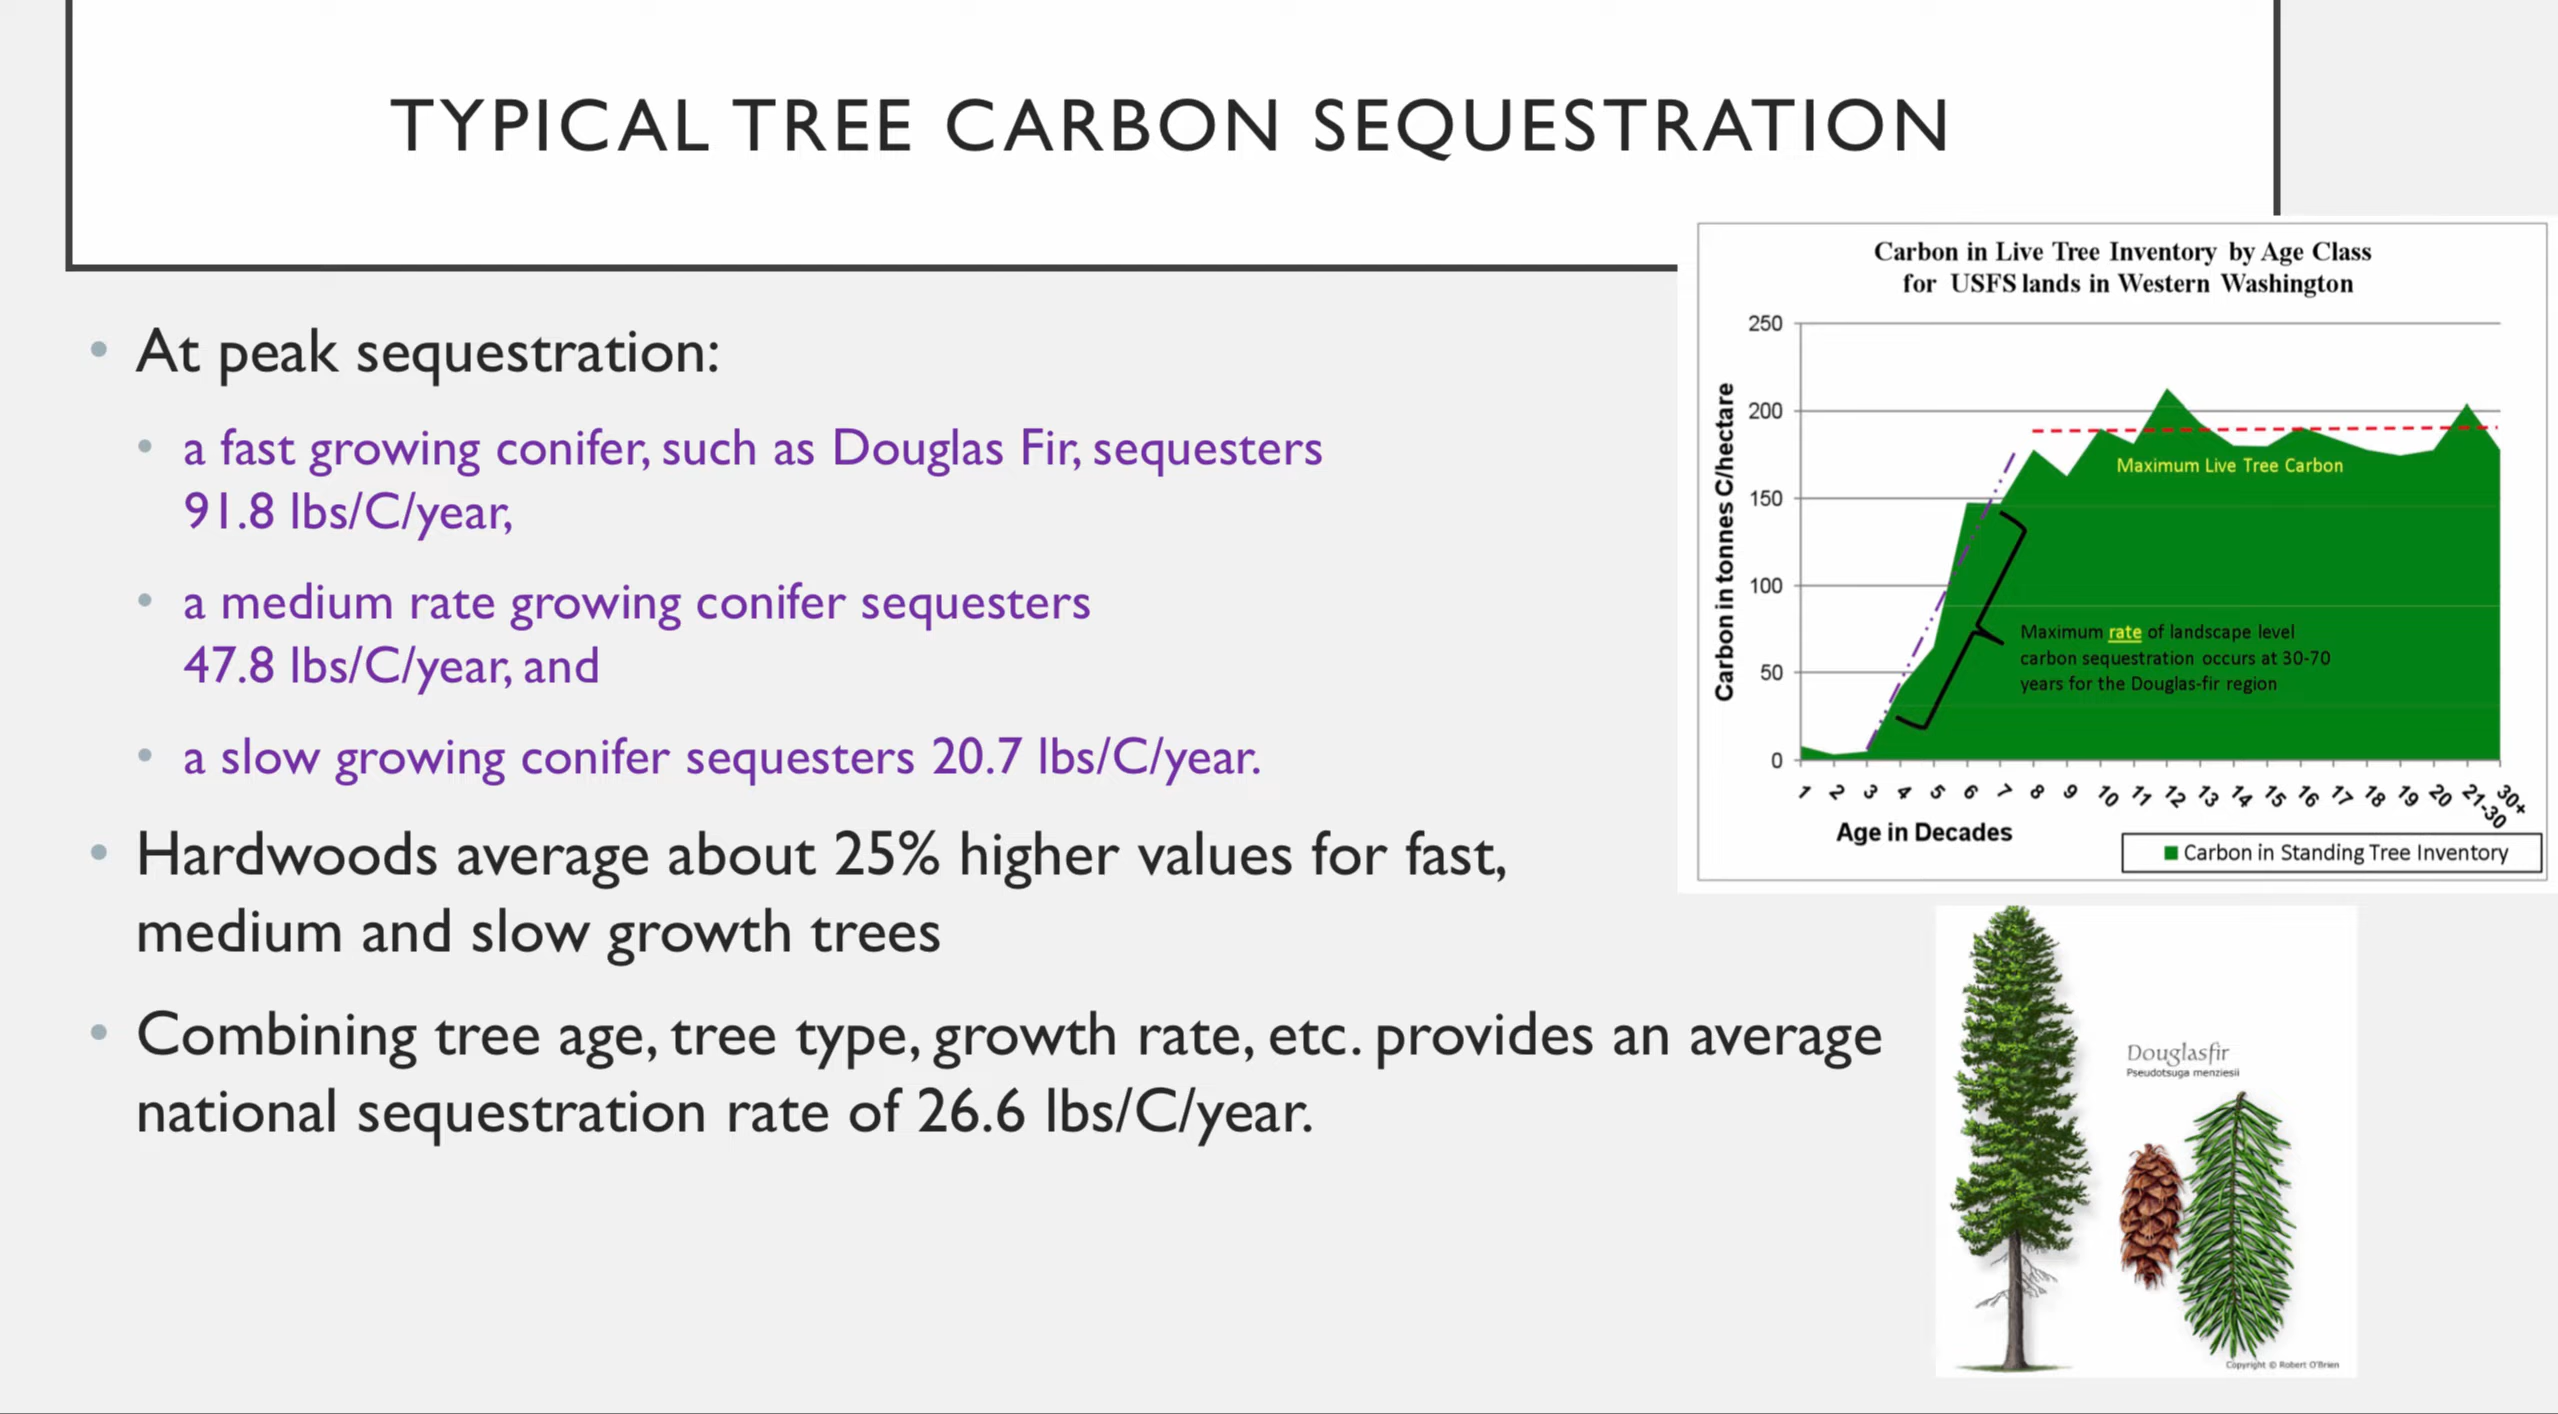 TYPICAL TREE CARBON SEQUESTRATION
• At peak sequestration:
• a fast growing conifer, such as Douglas Fir, sequesters
91.8 lbs/C/year,
• a medium rate growing conifer sequesters
47.8 lbs/C/year, and
• a slow growing conifer sequesters 20.7 lbs/C/year.
• Hardwoods average about 25% higher values for fast,
medium and slow growth trees
• Combining tree age, tree type, growth rate, etc. provides an average
national sequestration rate of 26.6 lbs/C/year.
Carbon in Live Tree Inventory by Age Class
for USFS lands in Western Washington
Carbon in tonnes C/hectare
250
200
150
100
50
0
Maximum Live Tree Carbon
Maximum rate of landscape level
carbon sequestration occurs at 30-70
years for the Douglas-fir region
1 2 3 4 5 6 7 8 9 10 11 12 13 14 15 16 17 18 19 20 21-30 30+
Age in Decades
Carbon in Standing Tree Inventory
Douglasfir
Pseudotsuga menziesii
Copyright © Robert O'Brien